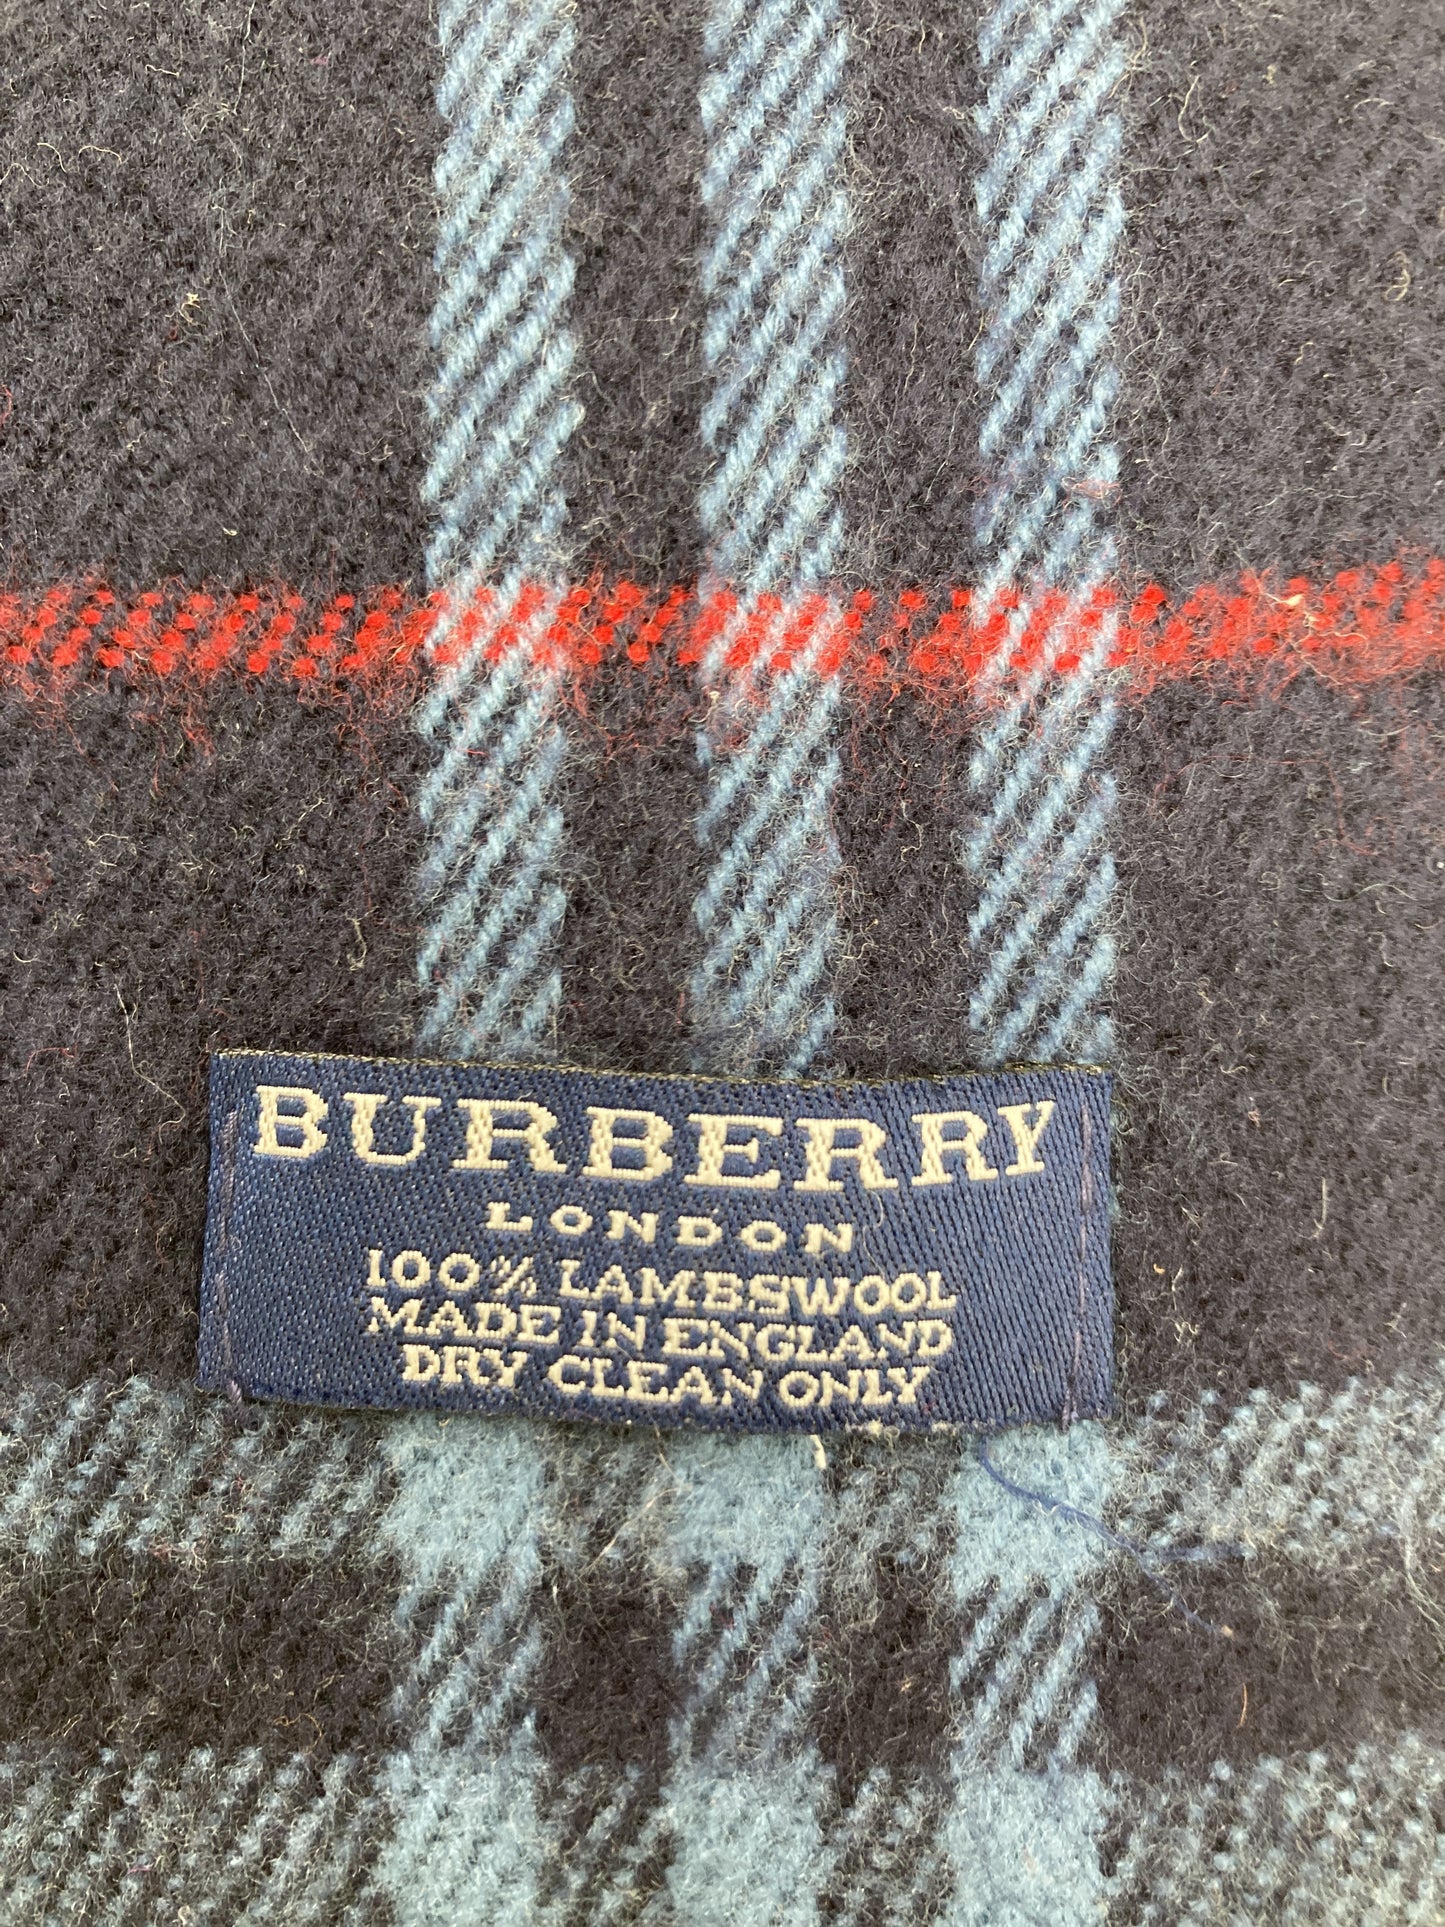 BURBERRY
LONDON
100% LAMBSWOOL
MADE IN ENGLAND
DRY CLEAN ONLY